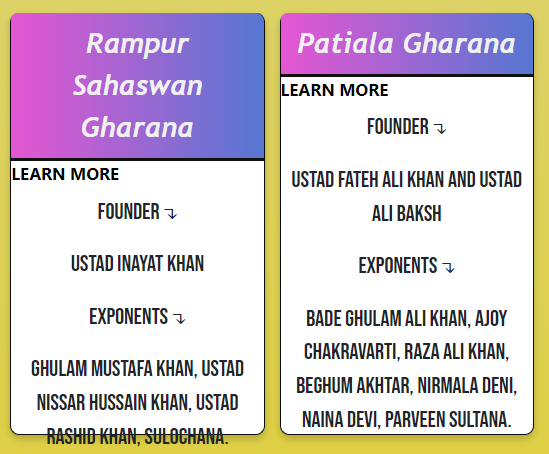 Rampur
Sahaswan
Gharana
LEARN MORE
FOUNDER ↴
USTAD INAYAT KHAN
EXPONENTS ↴
GHULAM MUSTAFA KHAN, USTAD
NISSAR HUSSAIN KHAN, USTAD
RASHID KHAN, SULOCHANA.
Patiala Gharana
LEARN MORE
FOUNDER ↴
USTAD FATEH ALI KHAN AND USTAD
ALI BAKSH
EXPONENTS ↴
BADE GHULAM ALI KHAN, AJOY
CHAKRAVARTI, RAZA ALI KHAN,
BEGHUM AKHTAR, NIRMALA DENI,
NAINA DEVI, PARVEEN SULTANA.